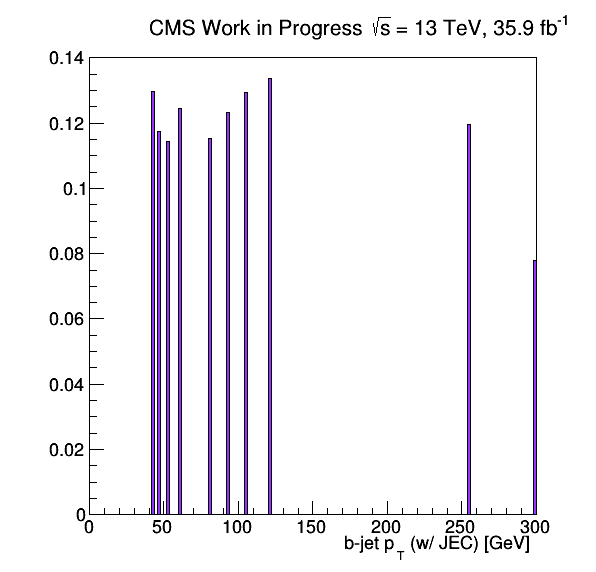 CMS Work in Progress √s = 13 TeV, 35.9 fb⁻¹
0.14
0.12
0.1
0.08
0.06
0.04
0.02
0
0 50 100 150 200 250 300
b-jet p_T (w/ JEC) [GeV]